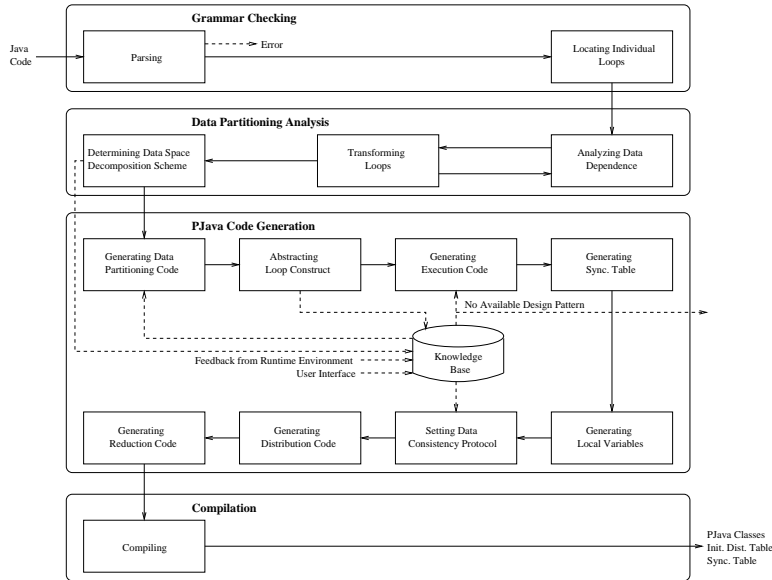 Grammar Checking
Java
Code
Parsing
Error
Locating Individual
Loops
Data Partitioning Analysis
Determining Data Space
Decomposition Scheme
Transforming
Loops
Analyzing Data
Dependence
PJava Code Generation
Generating Data
Partitioning Code
Abstracting
Loop Construct
Generating
Execution Code
Generating
Sync. Table
No Available Design Pattern
Knowledge
Base
Feedback from Runtime Environment
User Interface
Generating
Reduction Code
Generating
Distribution Code
Setting Data
Consistency Protocol
Generating
Local Variables
Compilation
Compiling
PJava Classes
Init. Dist. Table
Sync. Table